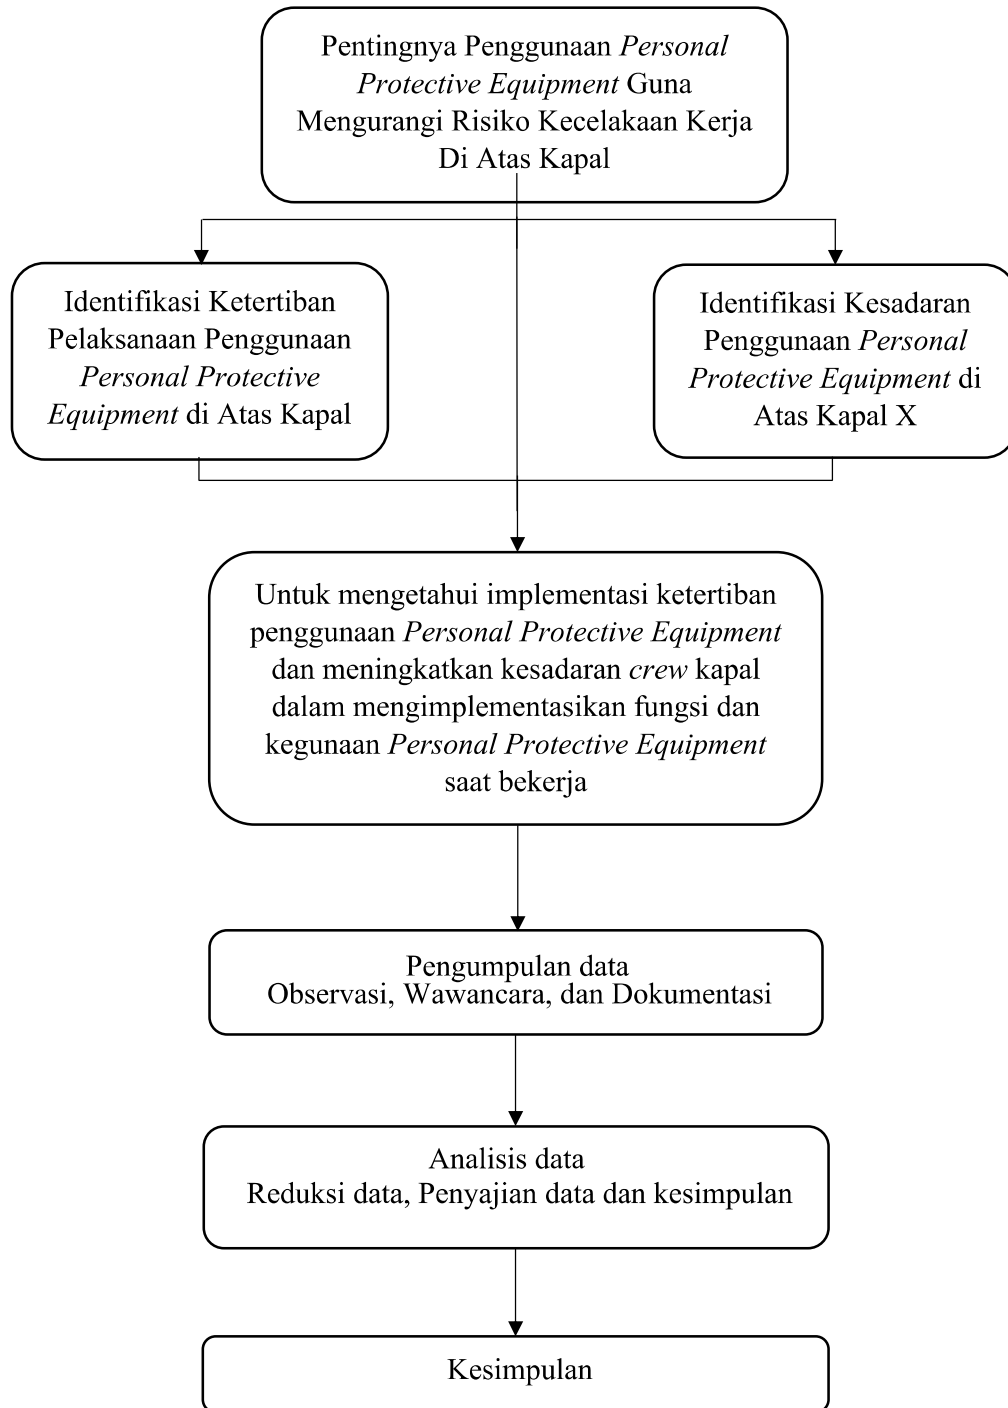 Pentingnya Penggunaan Personal
Protective Equipment Guna
Mengurangi Risiko Kecelakaan Kerja
Di Atas Kapal
Identifikasi Ketertiban
Pelaksanaan Penggunaan
Personal Protective
Equipment di Atas Kapal
Identifikasi Kesadaran
Penggunaan Personal
Protective Equipment di
Atas Kapal X
Untuk mengetahui implementasi ketertiban
penggunaan Personal Protective Equipment
dan meningkatkan kesadaran crew kapal
dalam mengimplementasikan fungsi dan
kegunaan Personal Protective Equipment
saat bekerja
Pengumpulan data
Observasi, Wawancara, dan Dokumentasi
Analisis data
Reduksi data, Penyajian data dan kesimpulan
Kesimpulan